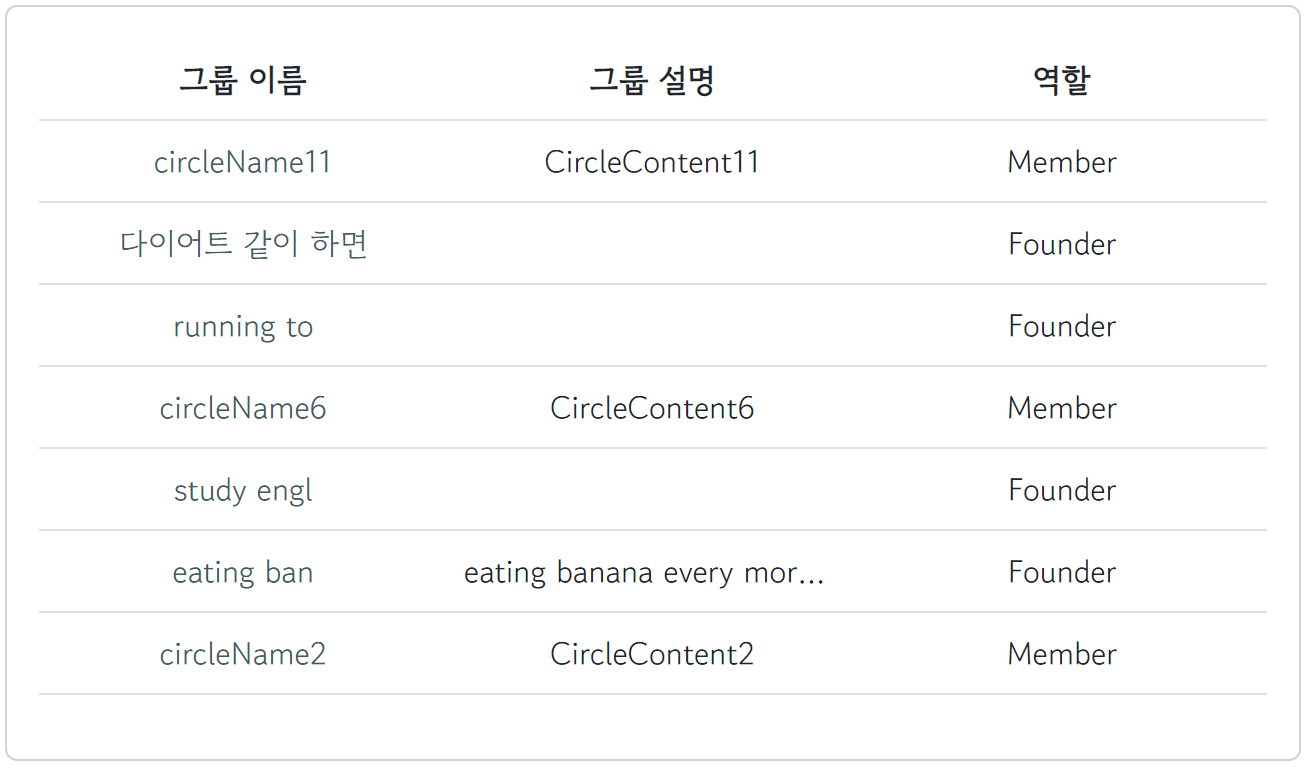 그룹 이름 그룹 설명 역할
circleName11 CircleContent11 Member
다이어트 같이 하면 Founder
running to Founder
circleName6 CircleContent6 Member
study engl Founder
eating ban eating banana every mor... Founder
circleName2 CircleContent2 Member